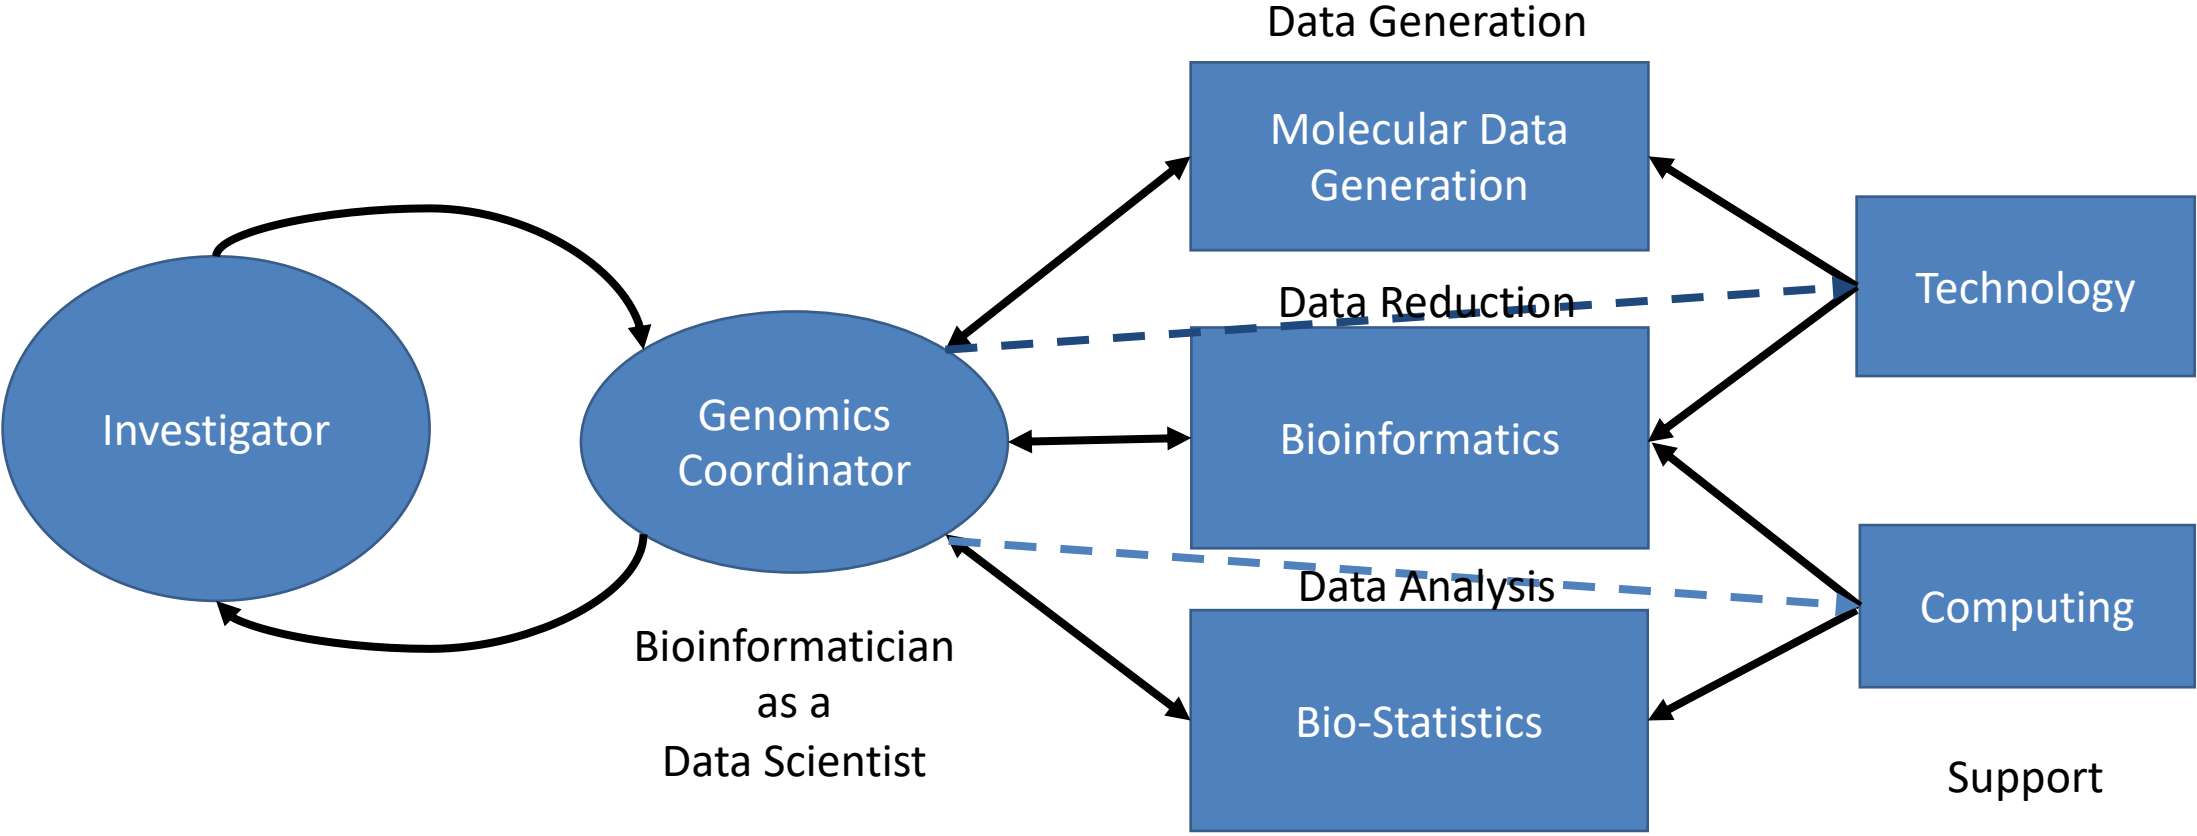 Data Generation
Molecular Data
Generation
Data Reduction
Technology
Investigator
Genomics
Coordinator
Bioinformatics
Data Analysis
Computing
Bioinformatician
as a
Data Scientist
Bio-Statistics
Support